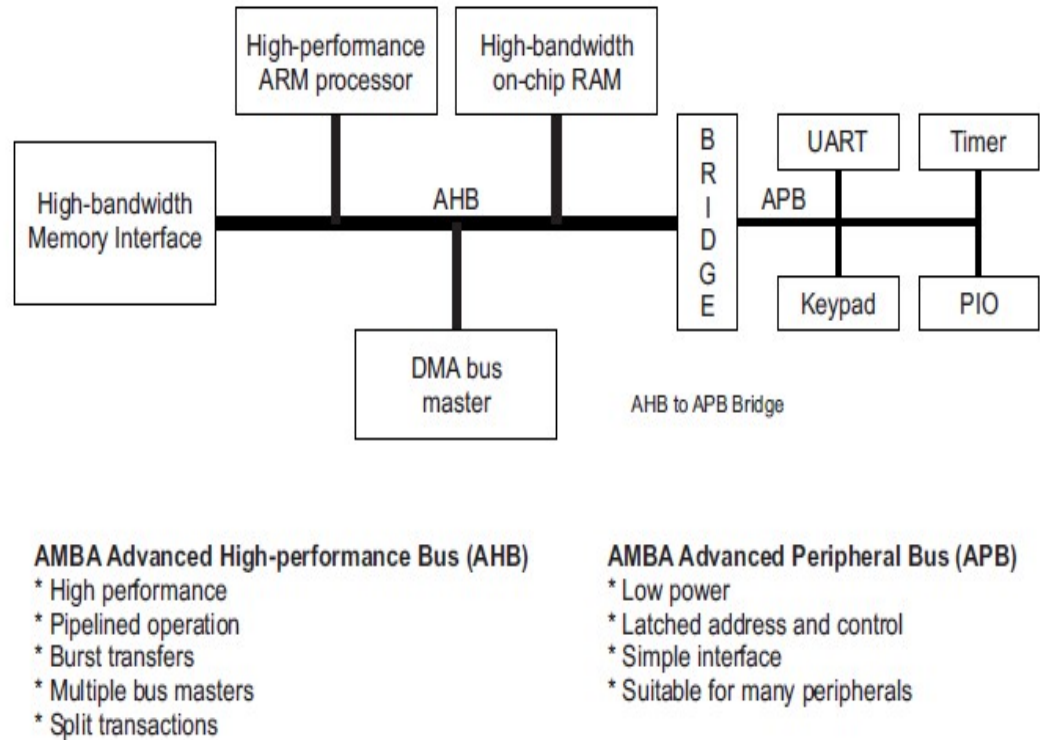 High-performance
ARM processor
High-bandwidth
on-chip RAM
High-bandwidth
Memory Interface
AHB
B
R
I
D
G
E
APB
UART
Timer
Keypad
PIO
DMA bus
master
AHB to APB Bridge
AMBA Advanced High-performance Bus (AHB)
* High performance
* Pipelined operation
* Burst transfers
* Multiple bus masters
* Split transactions
AMBA Advanced Peripheral Bus (APB)
* Low power
* Latched address and control
* Simple interface
* Suitable for many peripherals